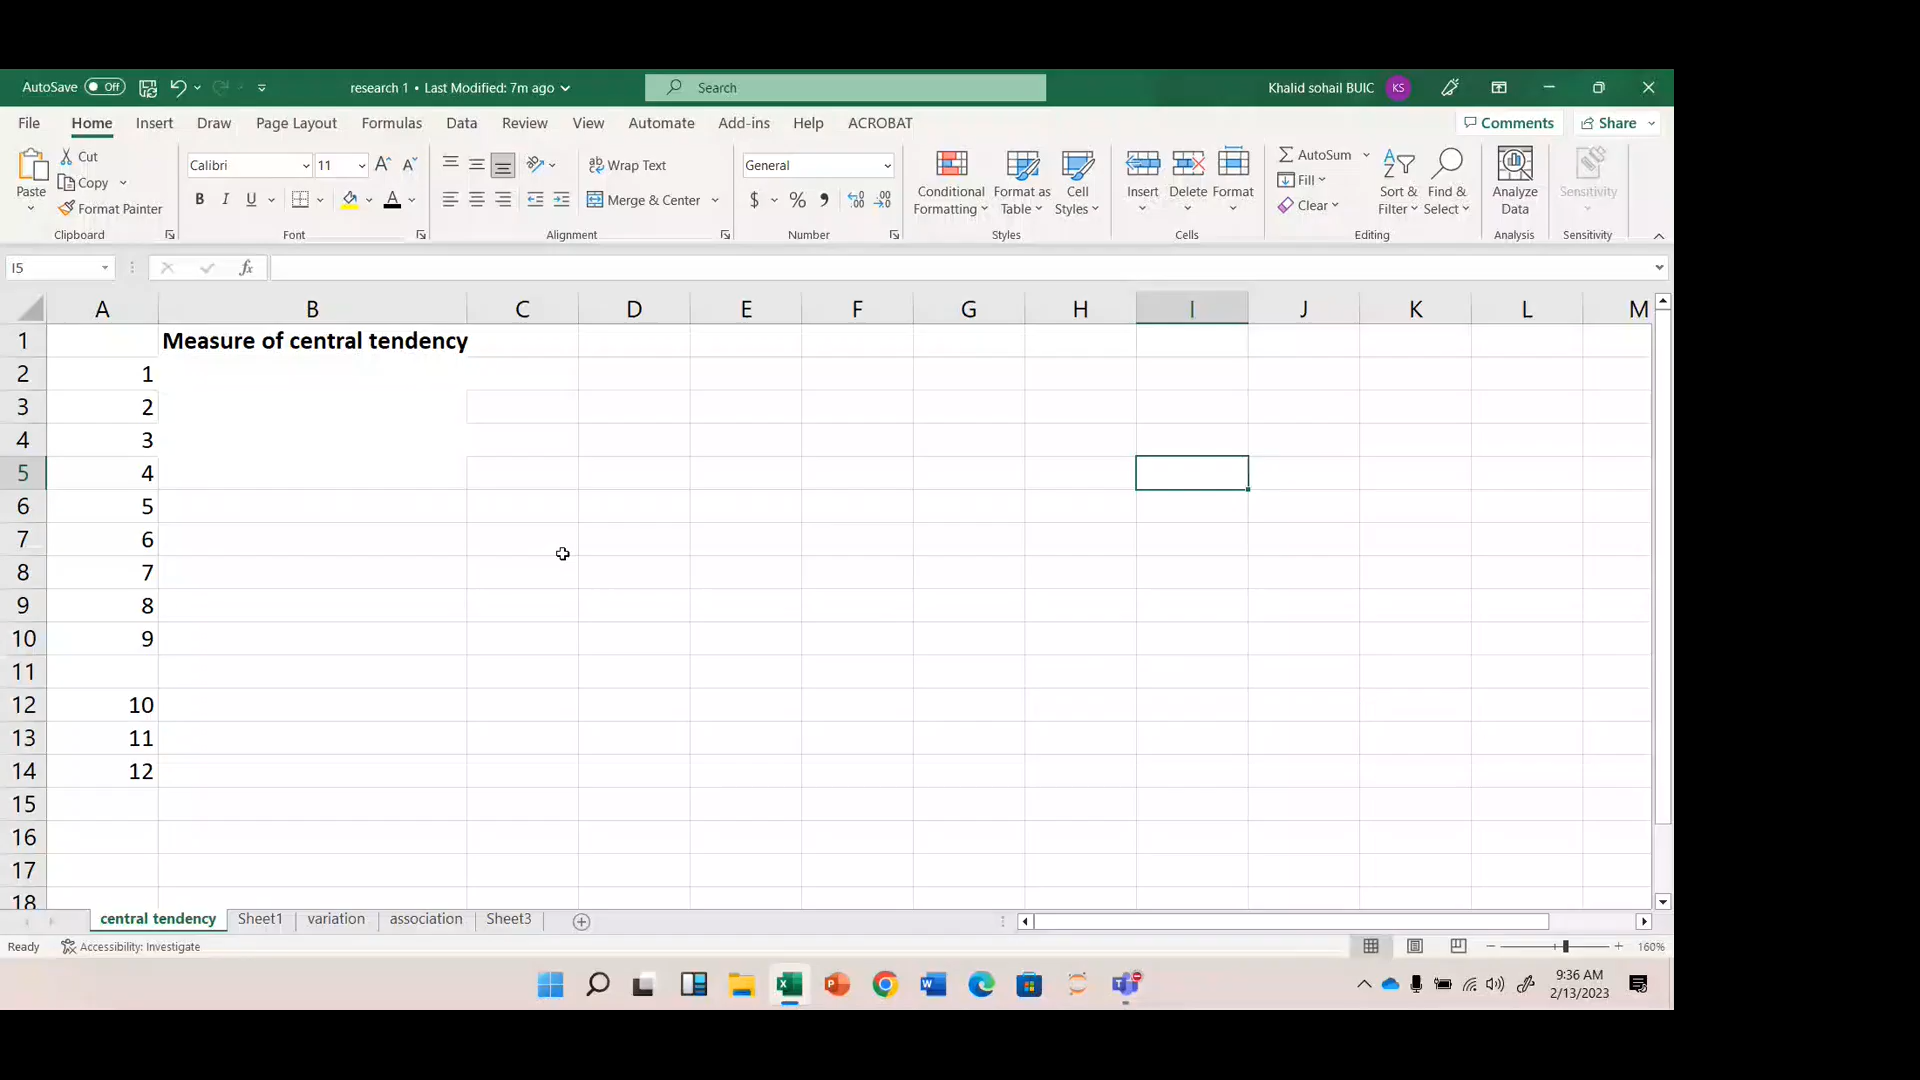 AutoSave Off research 1 • Last Modified: 7m ago Search Khalid sohail BUIC KS
File Home Insert Draw Page Layout Formulas Data Review View Automate Add-ins Help ACROBAT Comments Share
Paste Cut Copy Format Painter Clipboard
Calibri 11 B I U A Font
Wrap Text Merge & Center Alignment
General $ % Number
Conditional Formatting Format as Table Cell Styles Styles
Insert Delete Format Cells
AutoSum Fill Clear Sort & Filter Find & Select Editing
Analyze Data Analysis
Sensitivity Sensitivity
I5 fx
A B C D E F G H I J K L M
1 Measure of central tendency
2 1
3 2
4 3
5 4
6 5
7 6
8 7
9 8
10 9
11
12 10
13 11
14 12
15
16
17
18
central tendency Sheet1 variation association Sheet3
Ready Accessibility: Investigate 160%
9:36 AM
2/13/2023